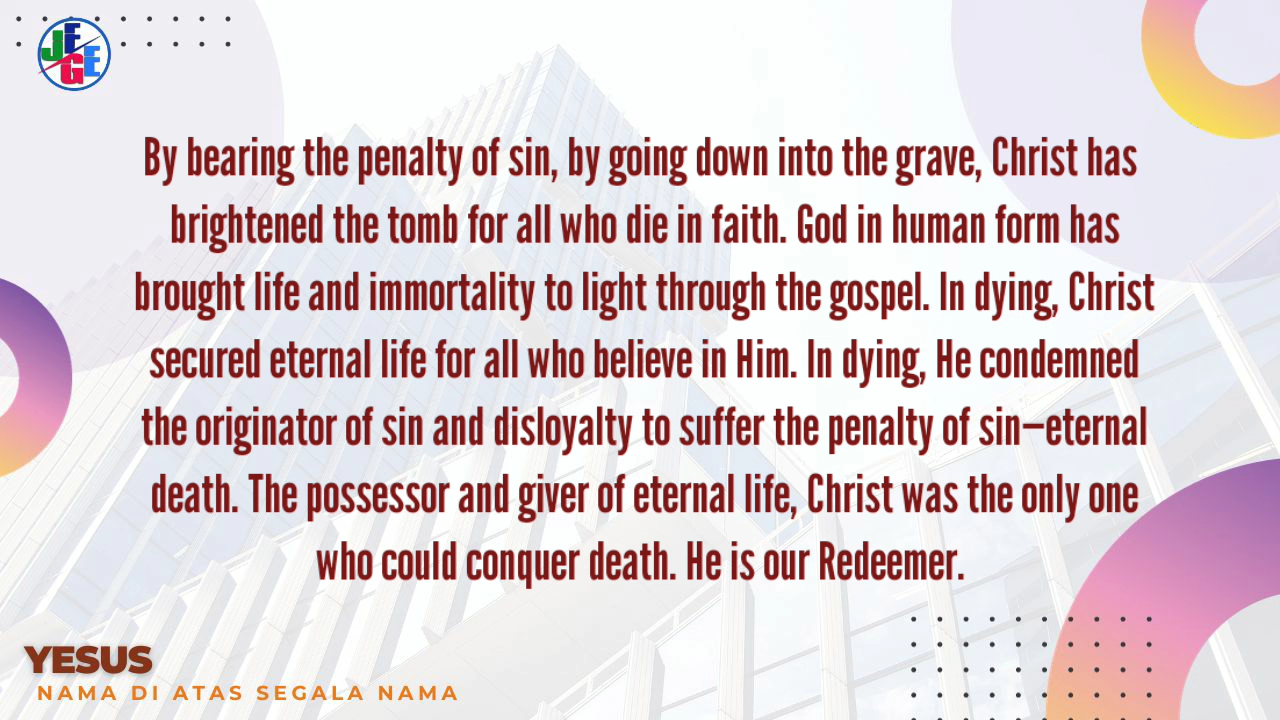 JEGE
By bearing the penalty of sin, by going down into the grave, Christ has
brightened the tomb for all who die in faith. God in human form has
brought life and immortality to light through the gospel. In dying, Christ
secured eternal life for all who believe in Him. In dying, He condemned
the originator of sin and disloyalty to suffer the penalty of sin—eternal
death. The possessor and giver of eternal life, Christ was the only one
who could conquer death. He is our Redeemer.
YESUS
NAMA DI ATAS SEGALA NAMA